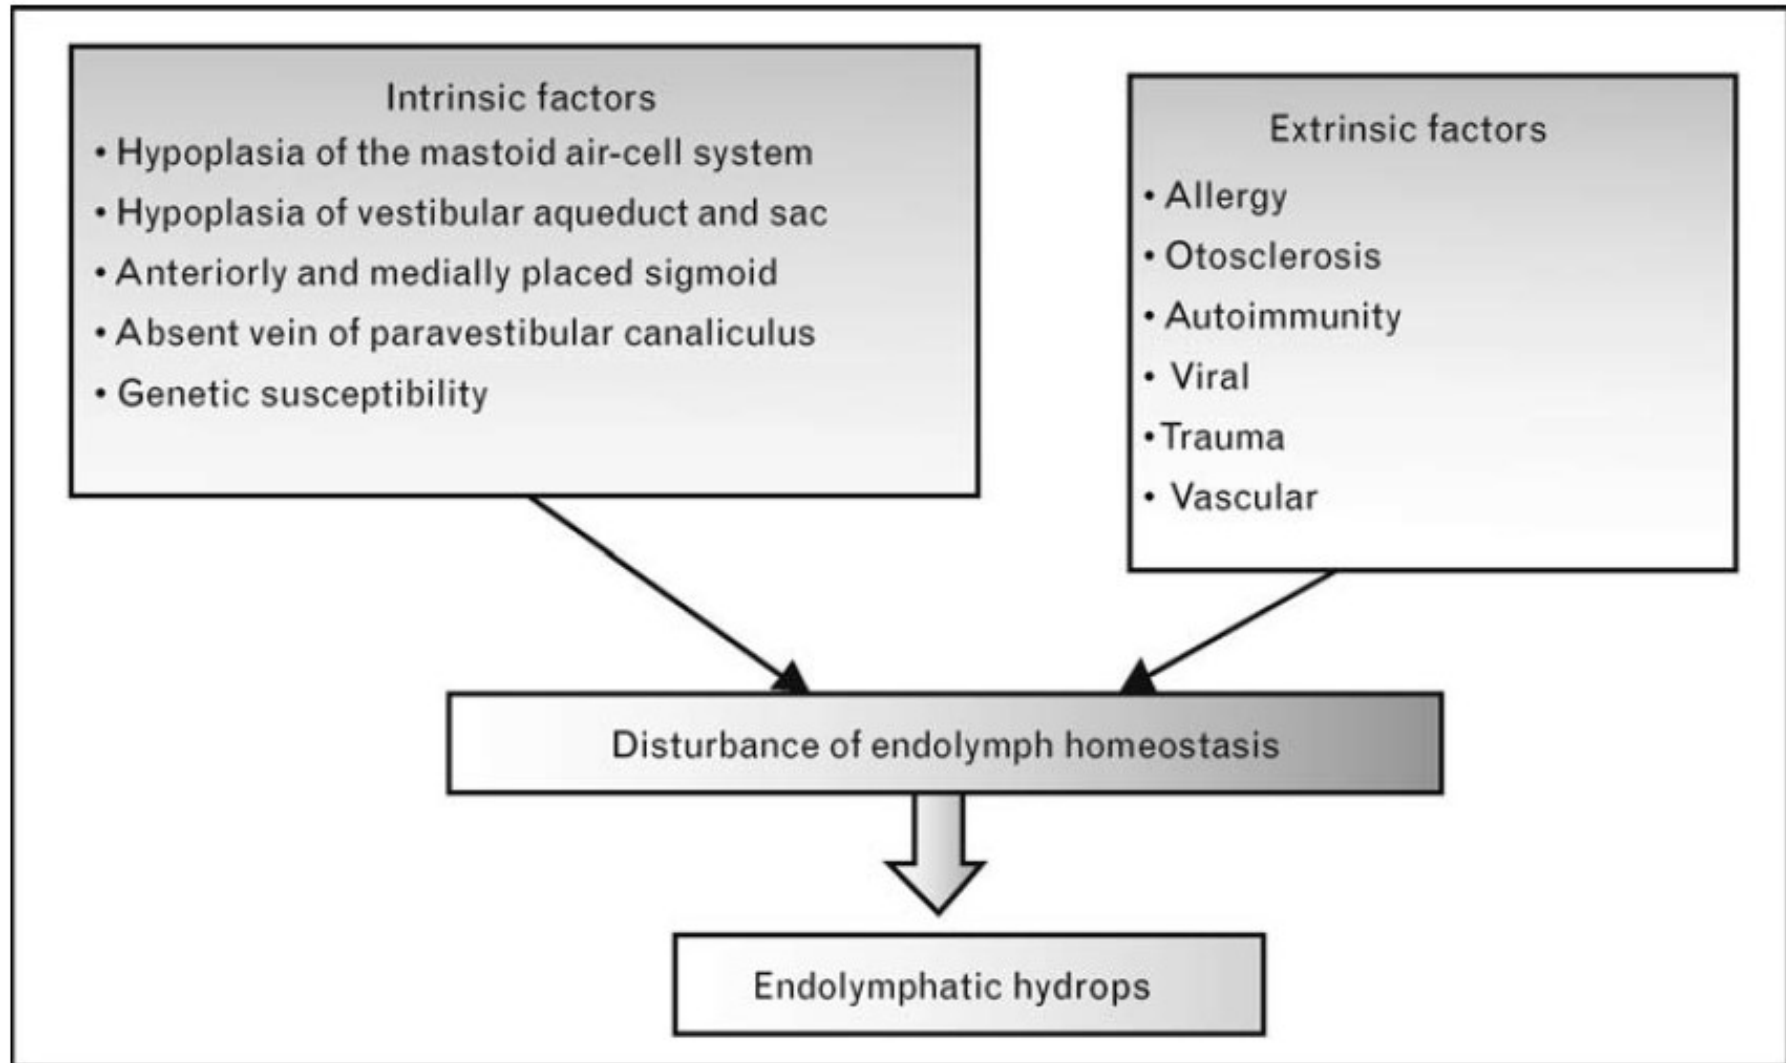 Intrinsic factors
• Hypoplasia of the mastoid air-cell system
• Hypoplasia of vestibular aqueduct and sac
• Anteriorly and medially placed sigmoid
• Absent vein of paravestibular canaliculus
• Genetic susceptibility
Extrinsic factors
• Allergy
• Otosclerosis
• Autoimmunity
• Viral
• Trauma
• Vascular
Disturbance of endolymph homeostasis
Endolymphatic hydrops